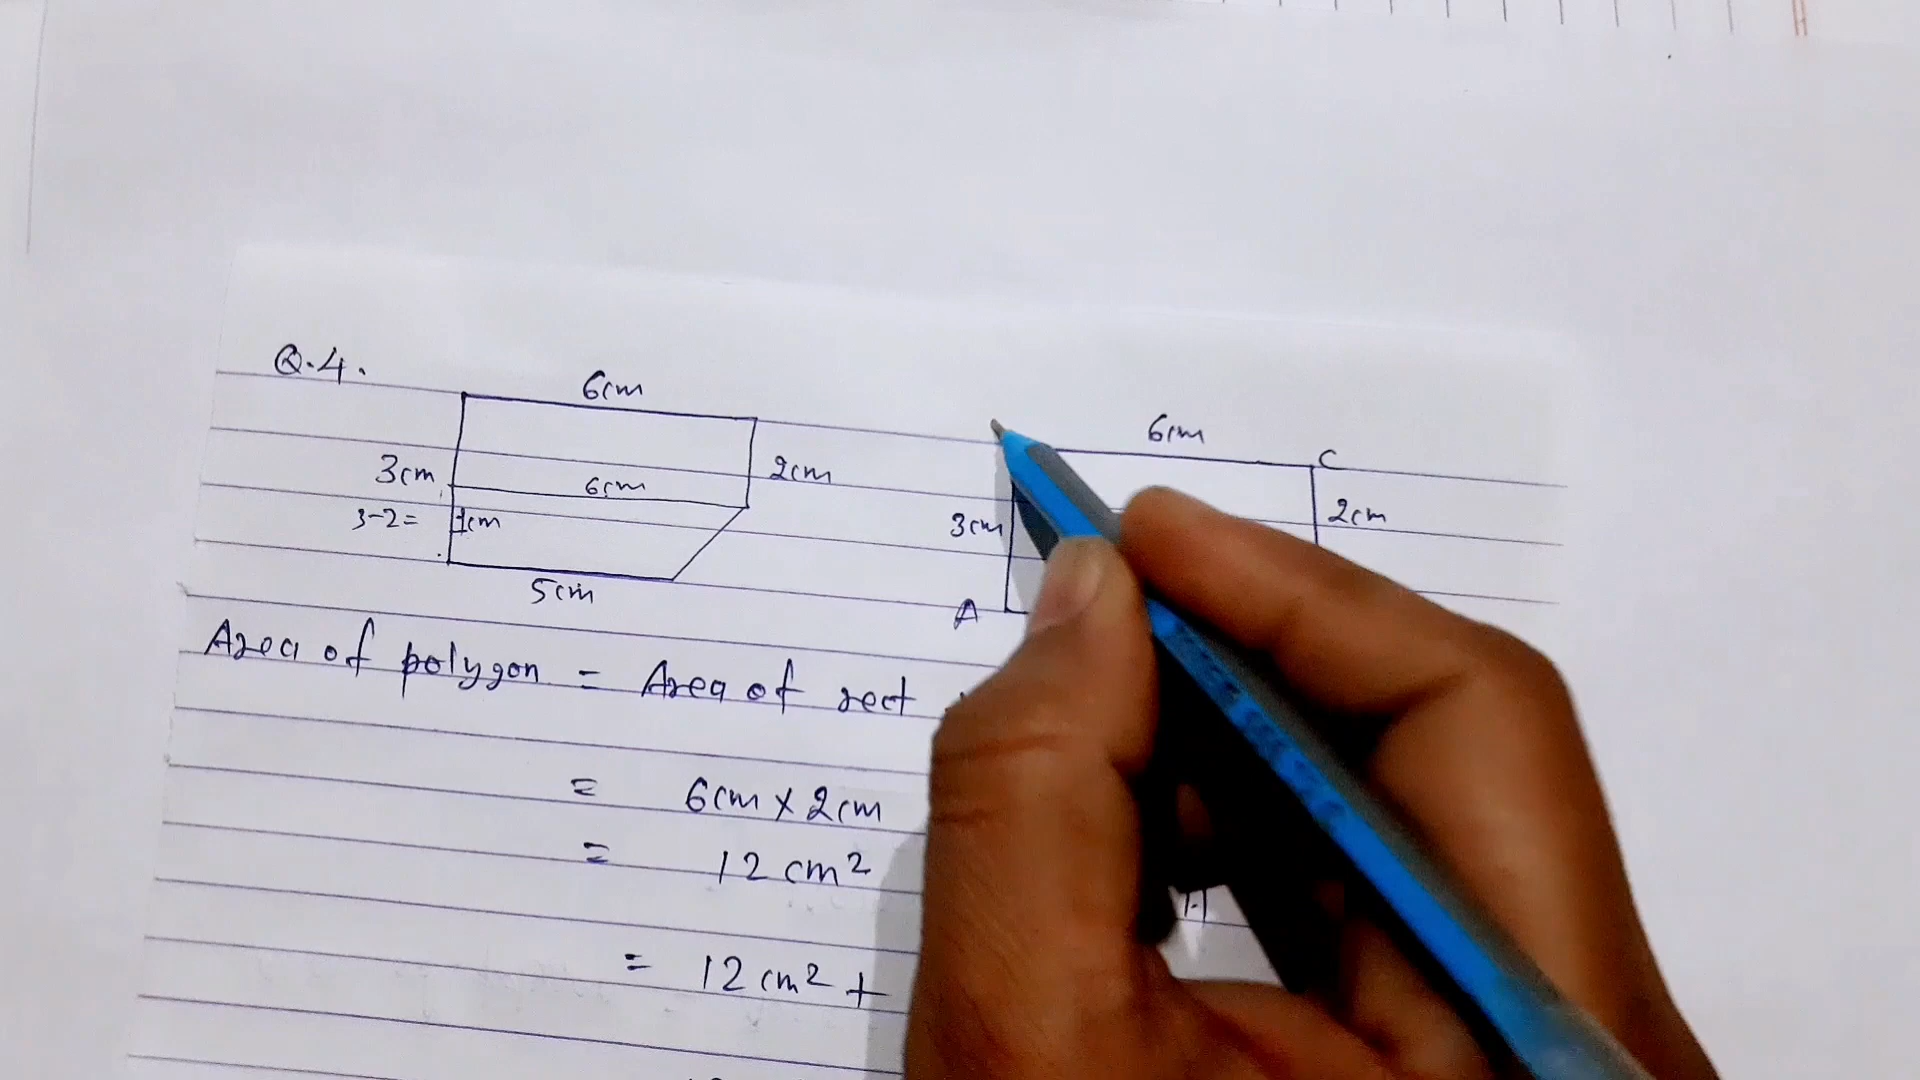 Q.4.
6cm
3cm
6cm
2cm
3-2= 1cm
5cm
6cm
C
3cm
2cm
A
Area of polygon = Area of rect
= 6cm x 2cm
= 12 cm²
= 12 cm² +